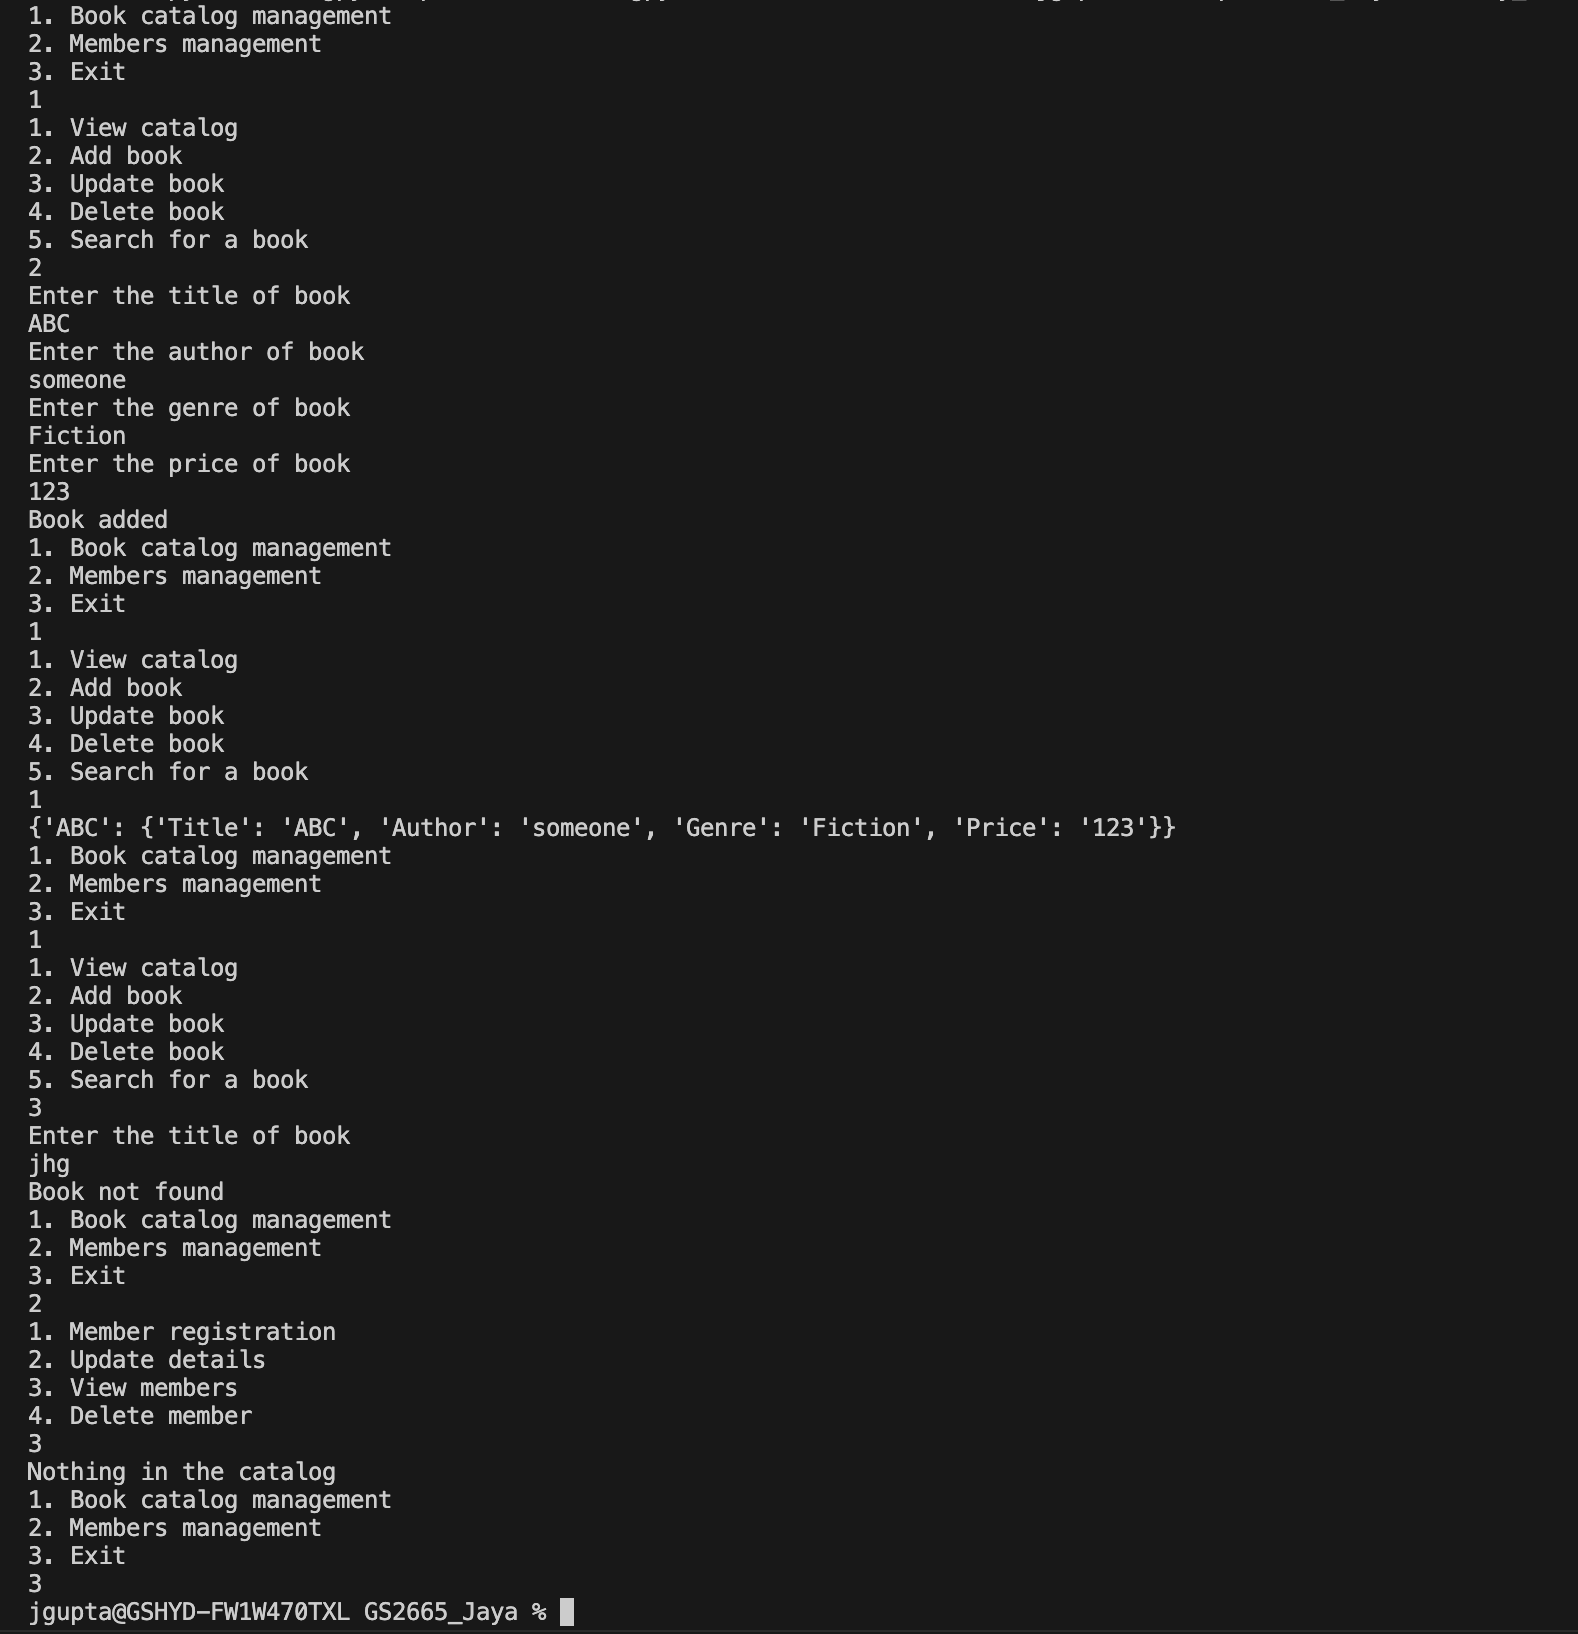 1. Book catalog management
2. Members management
3. Exit
1
1. View catalog
2. Add book
3. Update book
4. Delete book
5. Search for a book
2
Enter the title of book
ABC
Enter the author of book
someone
Enter the genre of book
Fiction
Enter the price of book
123
Book added
1. Book catalog management
2. Members management
3. Exit
1
1. View catalog
2. Add book
3. Update book
4. Delete book
5. Search for a book
1
{'ABC': {'Title': 'ABC', 'Author': 'someone', 'Genre': 'Fiction', 'Price': '123'}}
1. Book catalog management
2. Members management
3. Exit
1
1. View catalog
2. Add book
3. Update book
4. Delete book
5. Search for a book
3
Enter the title of book
jhg
Book not found
1. Book catalog management
2. Members management
3. Exit
2
1. Member registration
2. Update details
3. View members
4. Delete member
3
Nothing in the catalog
1. Book catalog management
2. Members management
3. Exit
3
jgupta@GSHYD-FW1W470TXL GS2665_Jaya %